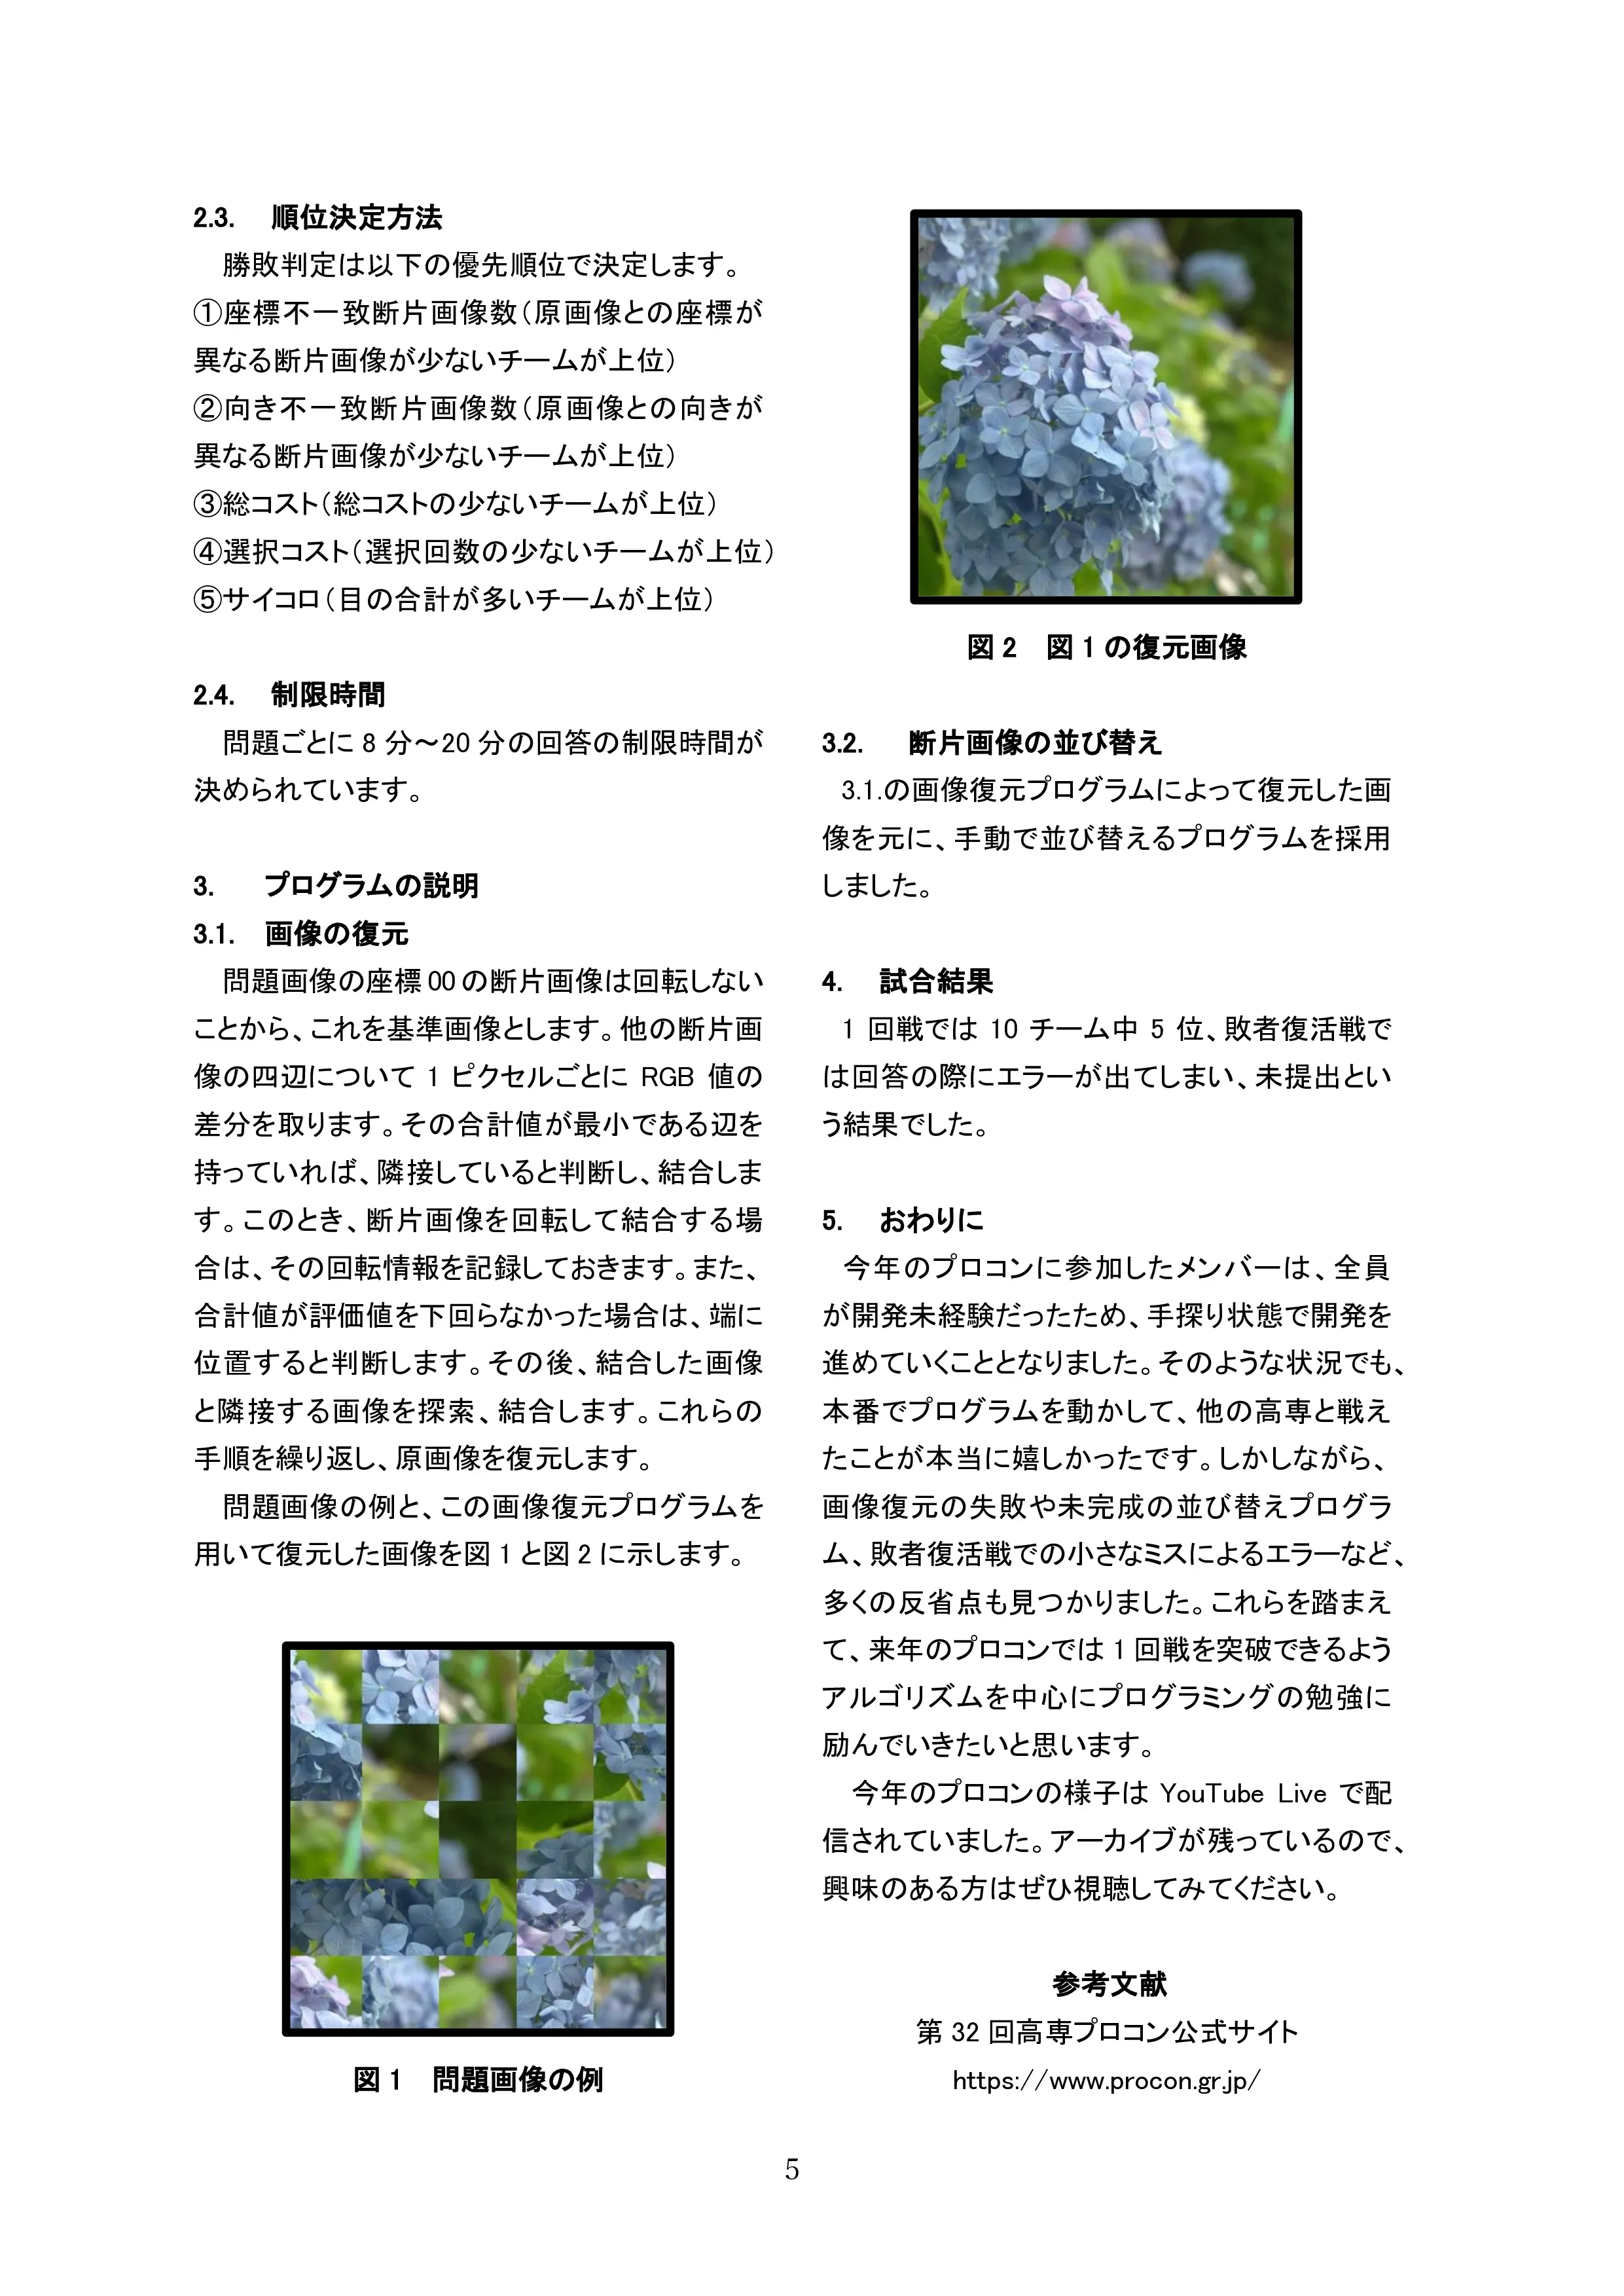 2.3.　順位決定方法
　勝敗判定は以下の優先順位で決定します。
①座標不一致断片画像数（原画像との座標が
異なる断片画像が少ないチームが上位）
②向き不一致断片画像数（原画像との向きが
異なる断片画像が少ないチームが上位）
③総コスト（総コストの少ないチームが上位）
④選択コスト（選択回数の少ないチームが上位）
⑤サイコロ（目の合計が多いチームが上位）
2.4.　制限時間
　問題ごとに 8 分～20 分の回答の制限時間が
決められています。
3.　プログラムの説明
3.1.　画像の復元
　問題画像の座標 00 の断片画像は回転しない
ことから、これを基準画像とします。他の断片画
像の四辺について 1 ピクセルごとに RGB 値の
差分を取ります。その合計値が最小である辺を
持っていれば、隣接していると判断し、結合しま
す。このとき、断片画像を回転して結合する場
合は、その回転情報を記録しておきます。また、
合計値が評価値を下回らなかった場合は、端に
位置すると判断します。その後、結合した画像
と隣接する画像を探索、結合します。これらの
手順を繰り返し、原画像を復元します。
　問題画像の例と、この画像復元プログラムを
用いて復元した画像を図 1 と図 2 に示します。
図 1　問題画像の例
図 2　図 1 の復元画像
3.2.　断片画像の並び替え
　3.1.の画像復元プログラムによって復元した画
像を元に、手動で並び替えるプログラムを採用
しました。
4.　試合結果
　1 回戦では 10 チーム中 5 位、敗者復活戦で
は回答の際にエラーが出てしまい、未提出とい
う結果でした。
5.　おわりに
　今年のプロコンに参加したメンバーは、全員
が開発未経験だったため、手探り状態で開発を
進めていくこととなりました。そのような状況でも、
本番でプログラムを動かして、他の高専と戦え
たことが本当に嬉しかったです。しかしながら、
画像復元の失敗や未完成の並び替えプログラ
ム、敗者復活戦での小さなミスによるエラーなど、
多くの反省点も見つかりました。これらを踏まえ
て、来年のプロコンでは 1 回戦を突破できるよう
アルゴリズムを中心にプログラミングの勉強に
励んでいきたいと思います。
　今年のプロコンの様子は YouTube Live で配
信されていました。アーカイブが残っているので、
興味のある方はぜひ視聴してみてください。
参考文献
第 32 回高専プロコン公式サイト
https://www.procon.gr.jp/
5